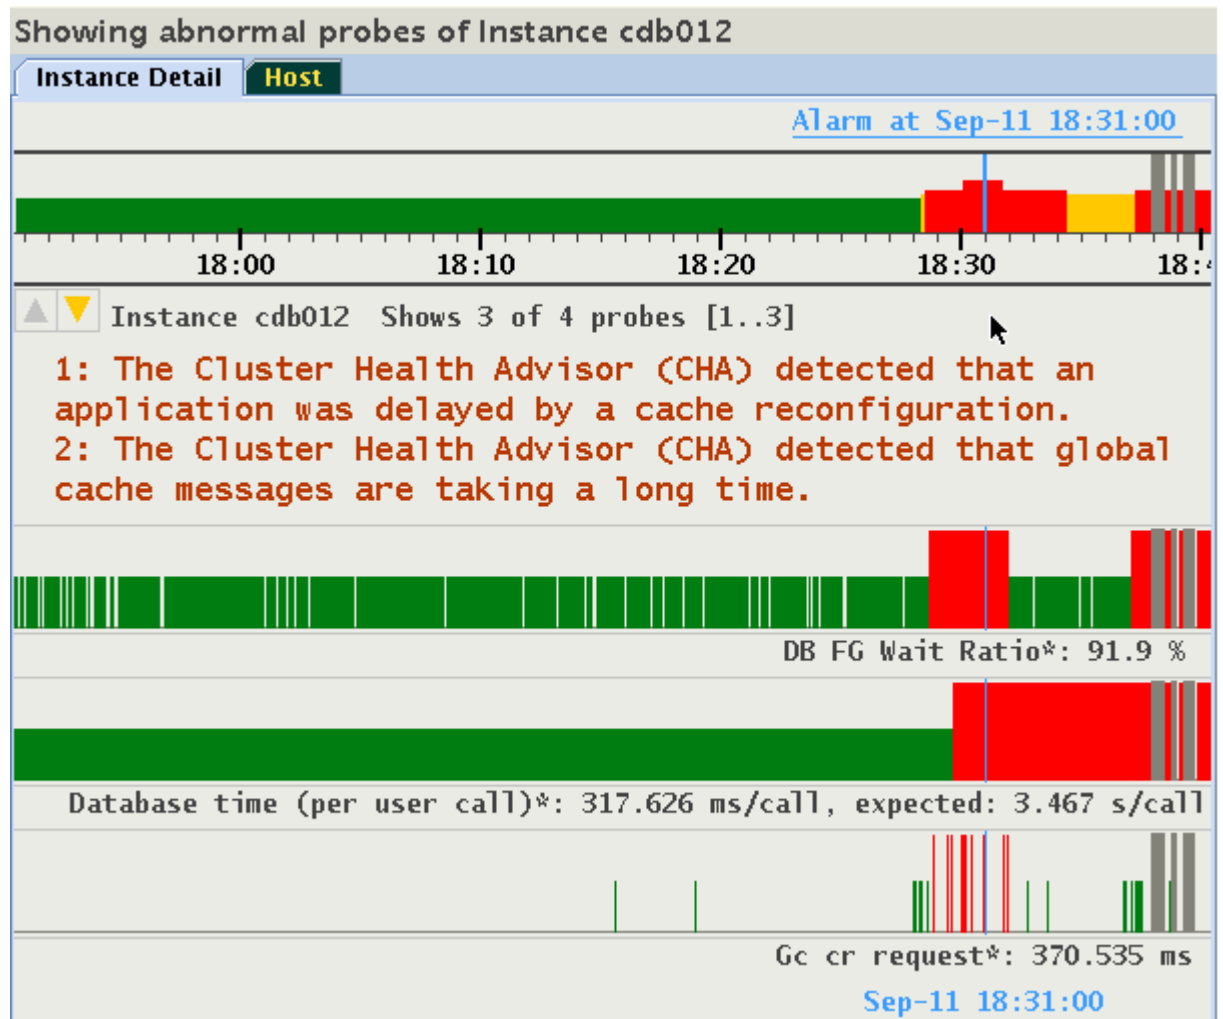 Showing abnormal probes of Instance cdb012
Instance Detail Host
Alarm at Sep-11 18:31:00
18:00 18:10 18:20 18:30 18:4
Instance cdb012 Shows 3 of 4 probes [1..3]
1: The Cluster Health Advisor (CHA) detected that an
application was delayed by a cache reconfiguration.
2: The Cluster Health Advisor (CHA) detected that global
cache messages are taking a long time.
DB FG Wait Ratio*: 91.9 %
Database time (per user call)*: 317.626 ms/call, expected: 3.467 s/call
Gc cr request*: 370.535 ms
Sep-11 18:31:00